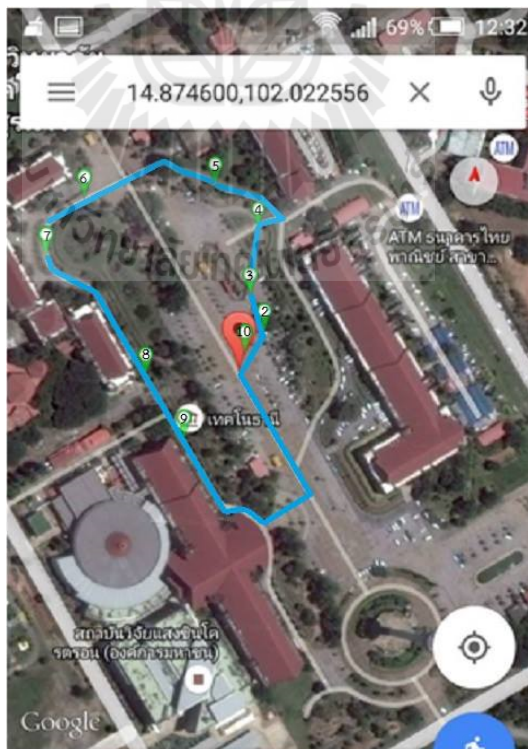 69% 12:32
14.874600,102.022556
ATM
6
5
4
ATM
7
ATM ธนาคารไทย
พาณิชย์ สาขา...
3
2
10
8
9
เทคโนธานี
สถาบันวิจัยแสงซินโค
รตรอน (องค์การมหาชน)
Google